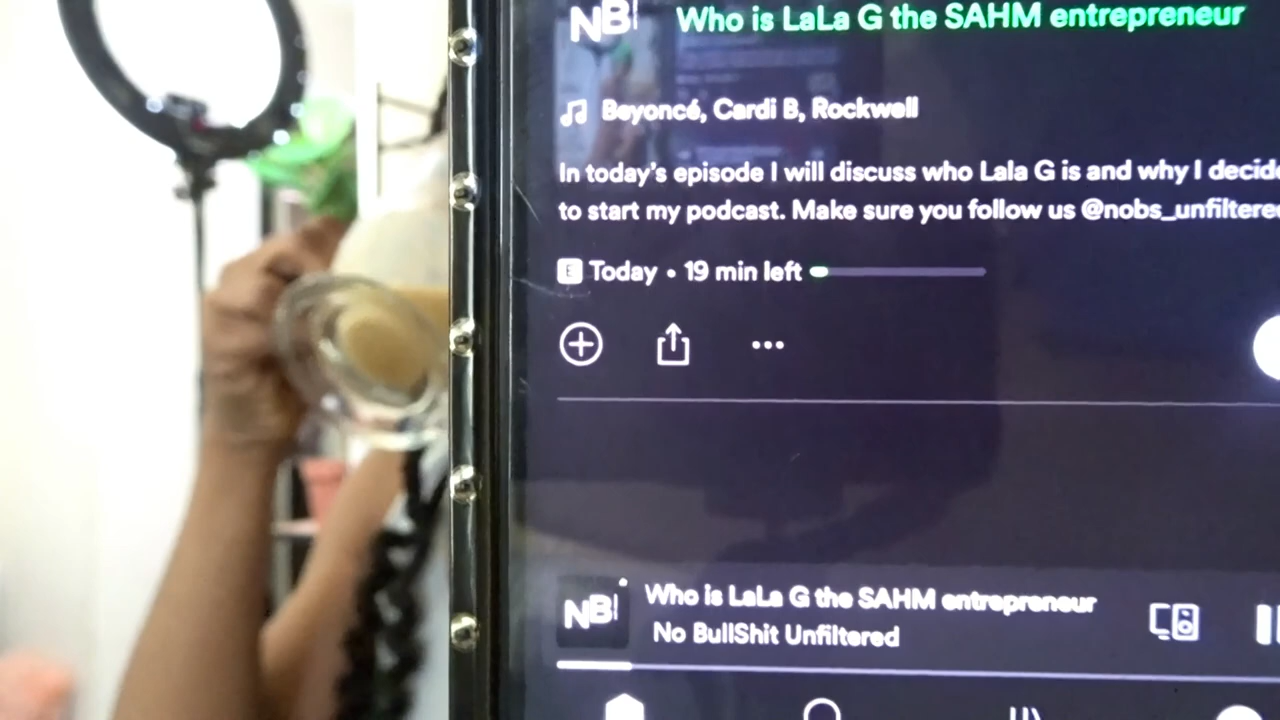 NB!
Who is LaLa G the SAHM entrepreneur
Beyoncé, Cardi B, Rockwell
In today's episode I will discuss who Lala G is and why I decid
to start my podcast. Make sure you follow us @nobs_unfiltere
E Today • 19 min left
NB!
Who is LaLa G the SAHM entrepreneur
No BullShit Unfiltered